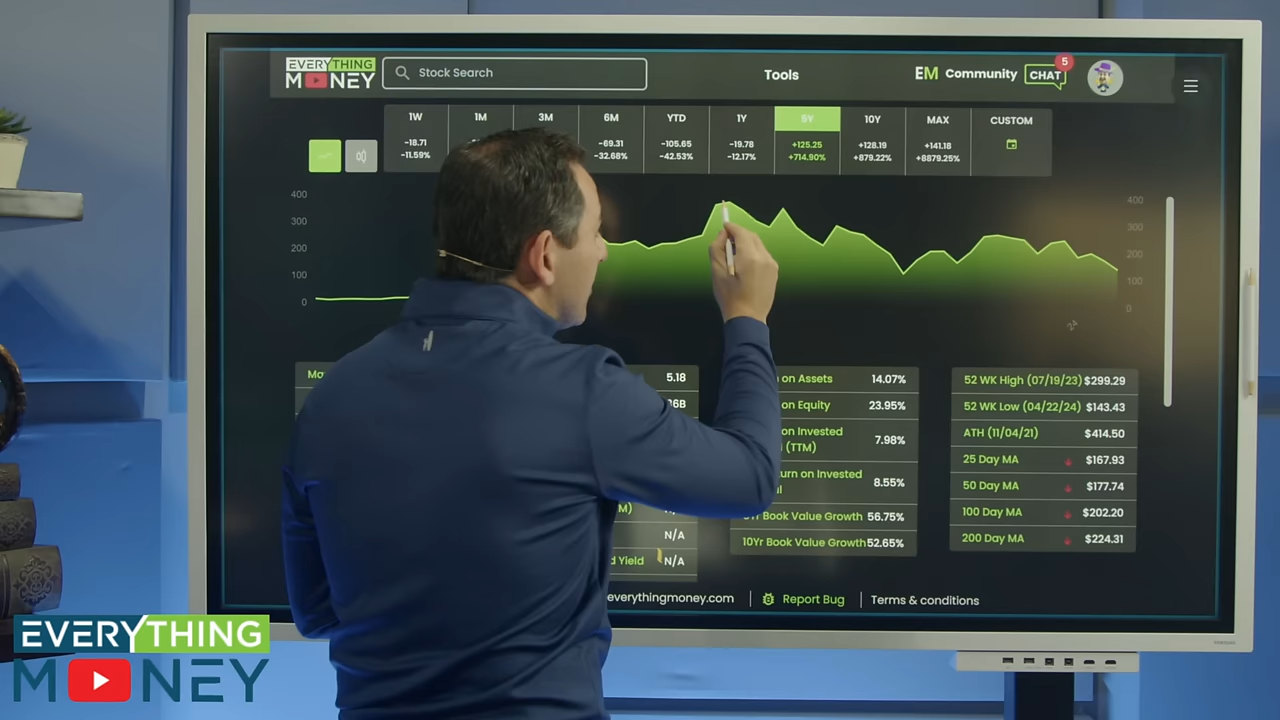 EVERYTHING
MONEY
Stock Search
Tools
EM Community
CHAT
5
1W
-18.71
-11.59%
1M
3M
6M
-69.31
-32.68%
YTD
-105.65
-42.53%
1Y
-19.78
-12.17%
5Y
+125.25
+714.90%
10Y
+128.19
+879.22%
MAX
+141.18
+8879.25%
CUSTOM
400
300
200
100
0
400
300
200
100
0
24
5.18
N/A
d Yield N/A
on Assets 14.07%
on Equity 23.95%
on Invested
(TTM) 7.98%
urn on Invested
8.55%
Book Value Growth 56.75%
10Yr Book Value Growth 52.65%
52 WK High (07/19/23) $299.29
52 WK Low (04/22/24) $143.43
ATH (11/04/21) $414.50
25 Day MA $167.93
50 Day MA $177.74
100 Day MA $202.20
200 Day MA $224.31
everythingmoney.com
Report Bug
Terms & conditions
SAMSUNG
EVERYTHING
MONEY